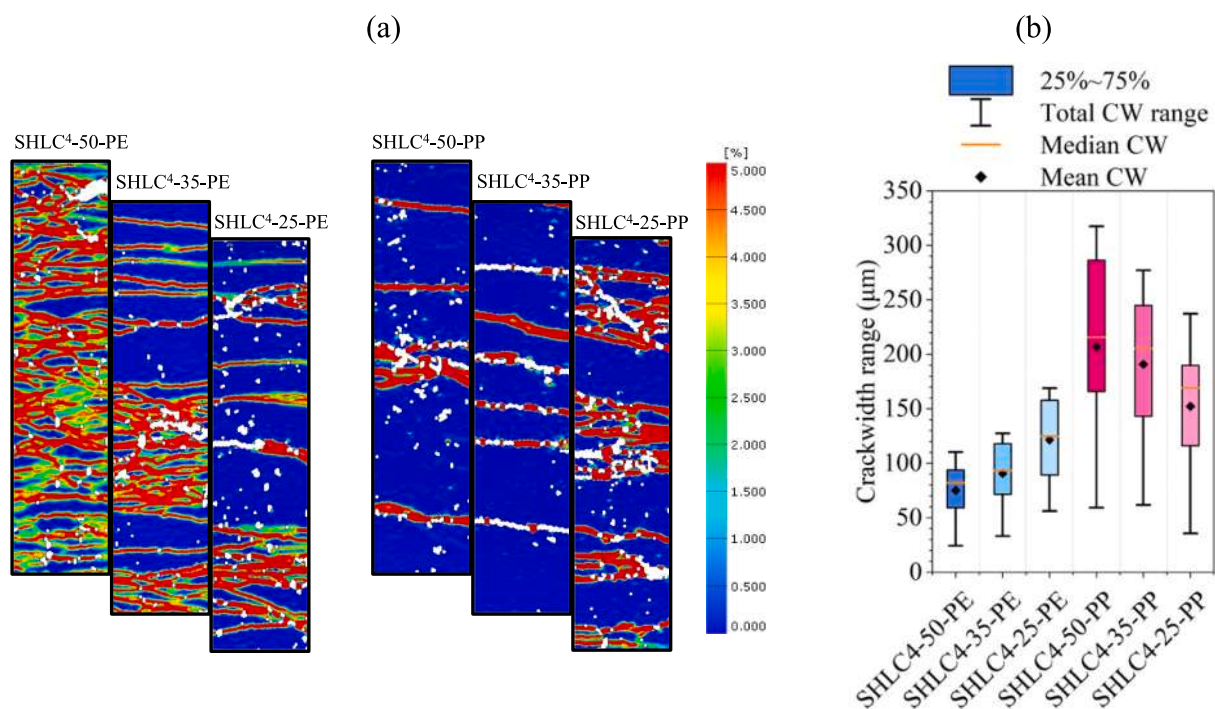 (a)
(b)
SHLC⁴-50-PE
SHLC⁴-35-PE
SHLC⁴-25-PE
SHLC⁴-50-PP
SHLC⁴-35-PP
SHLC⁴-25-PP
[%]
5.000
4.500
4.000
3.500
3.000
2.500
2.000
1.500
1.000
0.500
0.000
25%~75%
Total CW range
Median CW
Mean CW
Crackwidth range (μm)
350
300
250
200
150
100
50
0
SHLC4-50-PE
SHLC4-35-PE
SHLC4-25-PE
SHLC4-50-PP
SHLC4-35-PP
SHLC4-25-PP